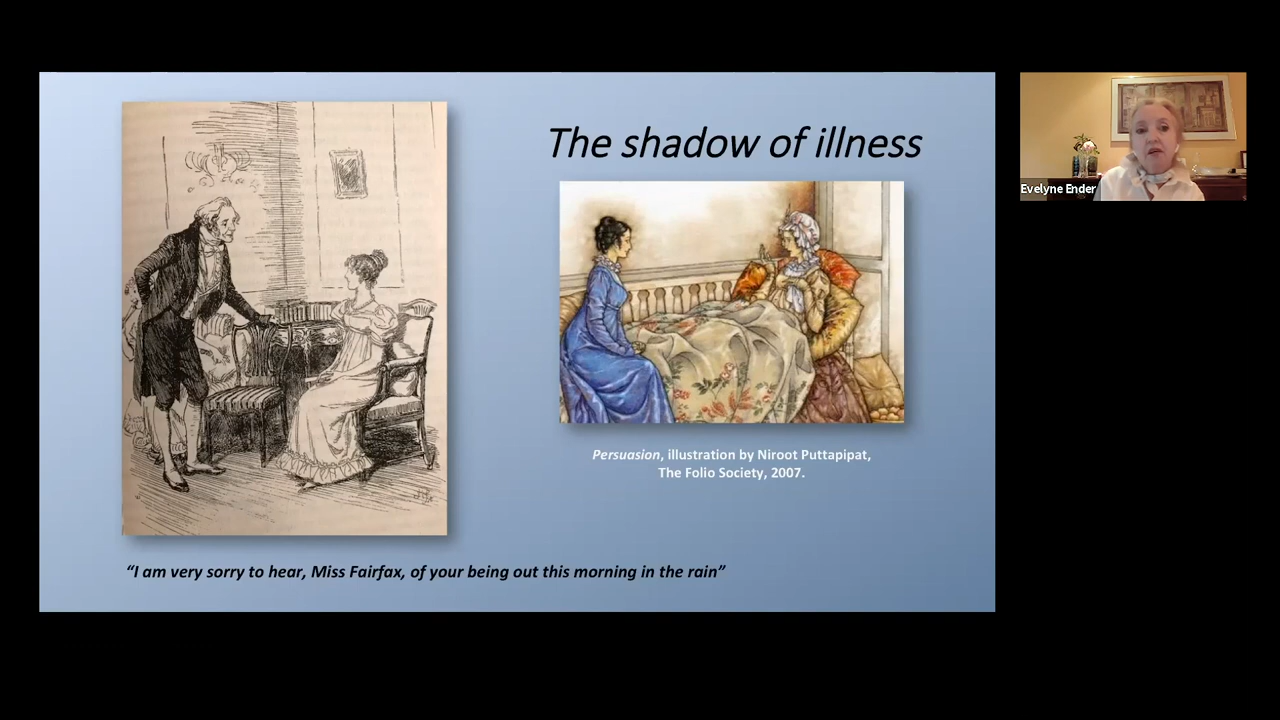 The shadow of illness
Persuasion, illustration by Niroot Puttapipat,
The Folio Society, 2007.
“I am very sorry to hear, Miss Fairfax, of your being out this morning in the rain”
Evelyne Ender